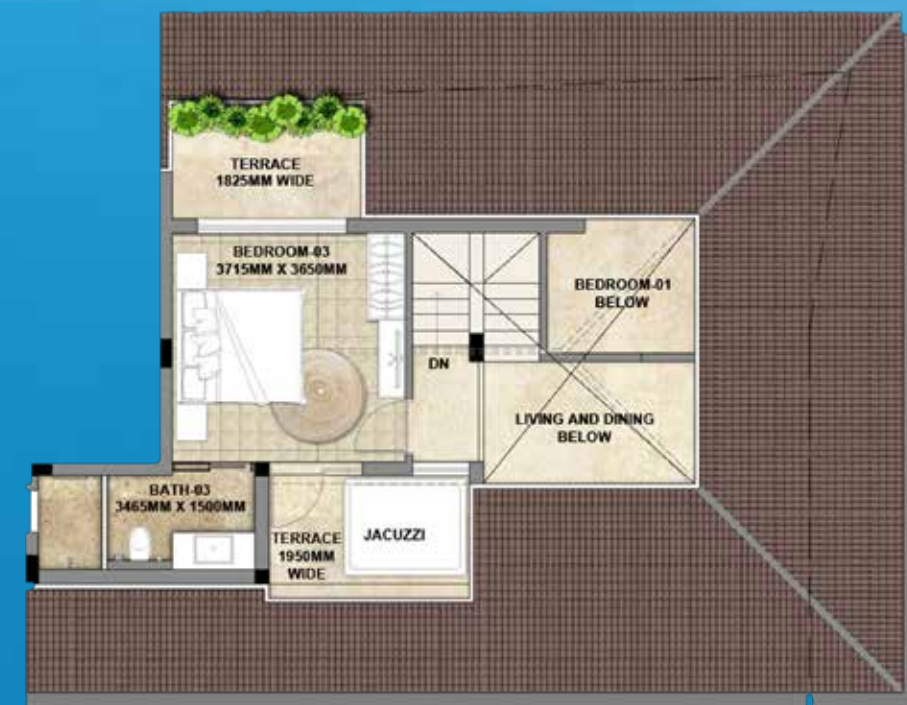 TERRACE
1825MM WIDE
BEDROOM-03
3715MM X 3650MM
BEDROOM-01
BELOW
DN
LIVING AND DINING
BELOW
BATH-03
3465MM X 1500MM
TERRACE
1950MM
WIDE
JACUZZI